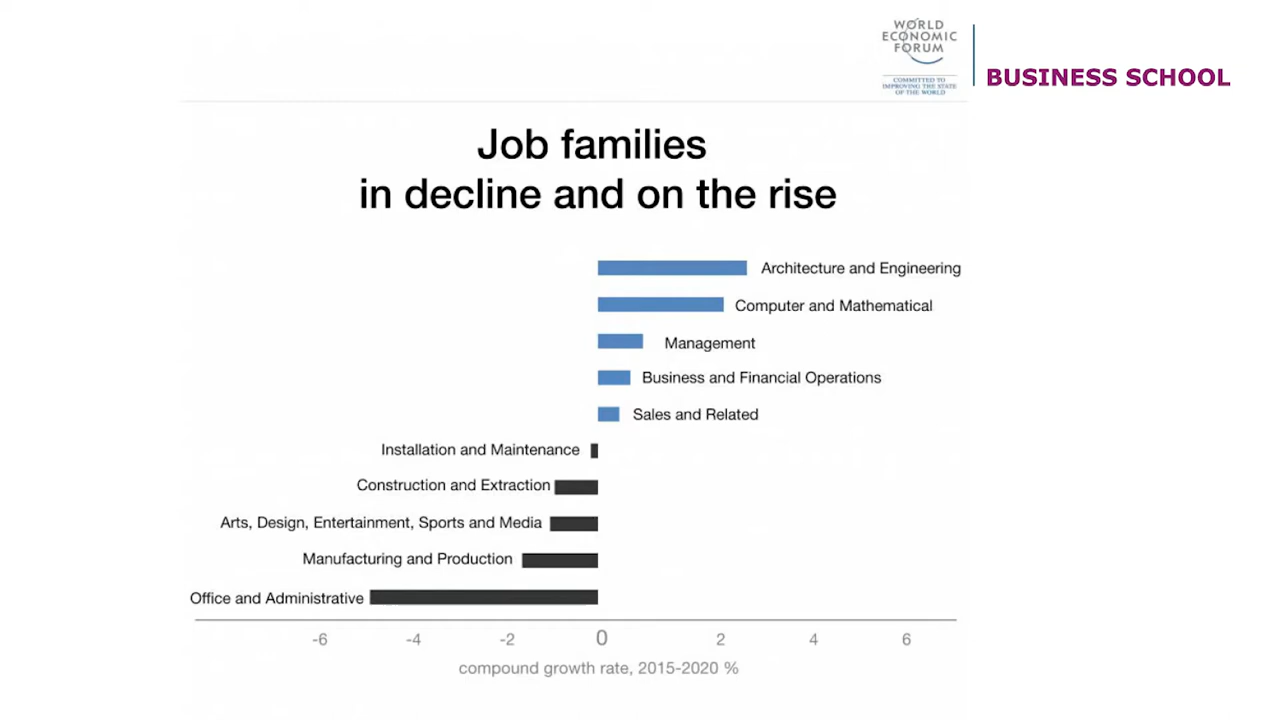 WORLD
ECONOMIC
FORUM
COMMITTED TO
IMPROVING THE STATE
OF THE WORLD
BUSINESS SCHOOL
Job families
in decline and on the rise
Architecture and Engineering
Computer and Mathematical
Management
Business and Financial Operations
Sales and Related
Installation and Maintenance
Construction and Extraction
Arts, Design, Entertainment, Sports and Media
Manufacturing and Production
Office and Administrative
-6 -4 -2 0 2 4 6
compound growth rate, 2015-2020 %